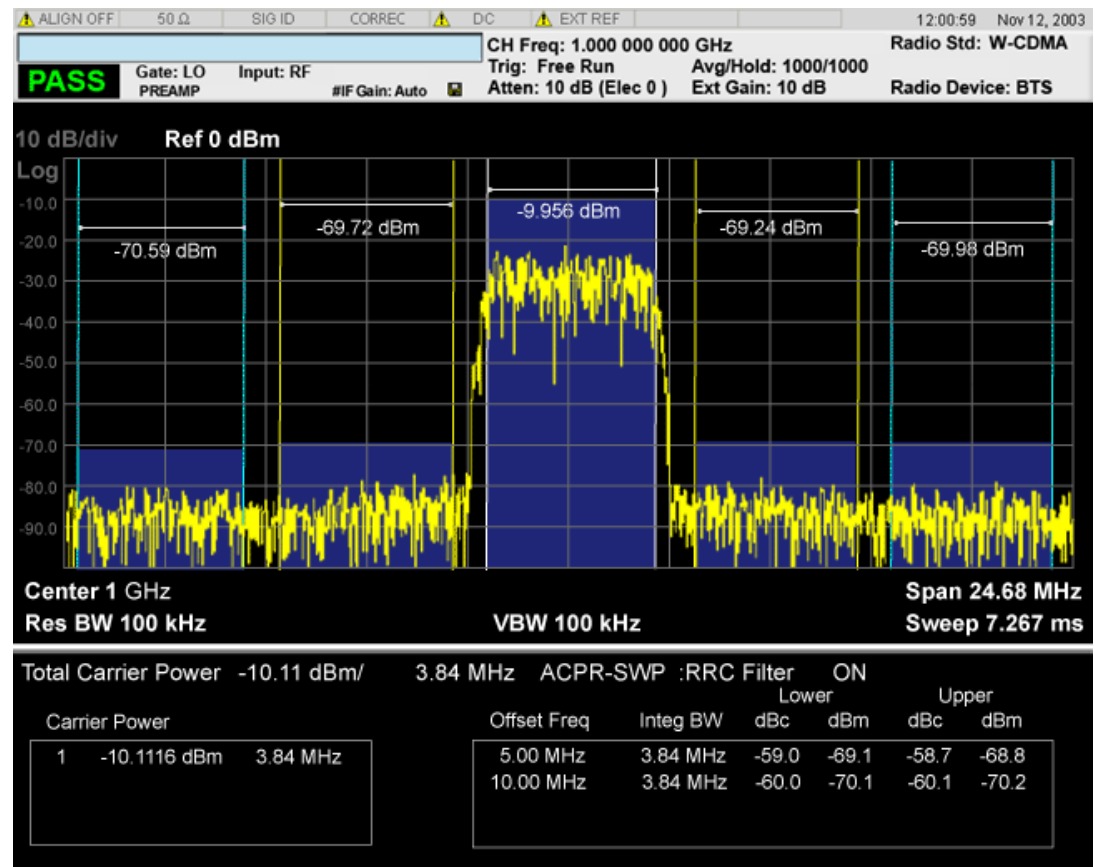 ALIGN OFF 50 Ω SIG ID CORREC DC EXT REF 12:00:59 Nov 12, 2003
CH Freq: 1.000 000 000 GHz Radio Std: W-CDMA
PASS Gate: LO Input: RF Trig: Free Run Avg/Hold: 1000/1000
PREAMP #IF Gain: Auto Atten: 10 dB (Elec 0 ) Ext Gain: 10 dB Radio Device: BTS
10 dB/div Ref 0 dBm
Log
-10.0
-9.956 dBm
-69.72 dBm -69.24 dBm
-20.0
-70.59 dBm -69.98 dBm
-30.0
-40.0
-50.0
-60.0
-70.0
-80.0
-90.0
Center 1 GHz Span 24.68 MHz
Res BW 100 kHz VBW 100 kHz Sweep 7.267 ms
Total Carrier Power -10.11 dBm/ 3.84 MHz ACPR-SWP :RRC Filter ON
Lower Upper
Carrier Power Offset Freq Integ BW dBc dBm dBc dBm
1 -10.1116 dBm 3.84 MHz 5.00 MHz 3.84 MHz -59.0 -69.1 -58.7 -68.8
10.00 MHz 3.84 MHz -60.0 -70.1 -60.1 -70.2